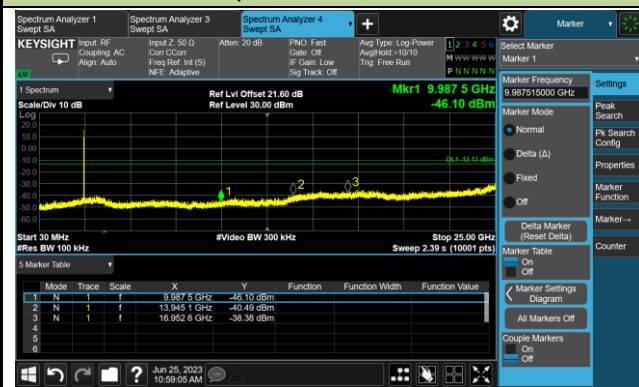 Spectrum Analyzer 1
Swept SA
Spectrum Analyzer 3
Swept SA
Spectrum Analyzer 4
Swept SA
Marker
KEYSIGHT
Input: RF
Coupling: AC
Align: Auto
Input Z: 50 Ω
Corr CCorr
Freq Ref: Int (S)
NFE: Adaptive
Atten: 20 dB
PNO: Fast
Gate: Off
IF Gain: Low
Sig Track: Off
Avg Type: Log-Power
Avg|Hold:>10/10
Trig: Free Run
1 2 3 4 5 6
M W W W W W
P N N N N N
Select Marker
Marker 1
1 Spectrum
Scale/Div 10 dB
Log
Ref Lvl Offset 21.60 dB
Ref Level 30.00 dBm
Mkr1 9.987 5 GHz
-46.10 dBm
20.0
10.0
0.00
-10.0
-20.0
-30.0
-40.0
-50.0
-60.0
DL1 -13.13 dBm
1
2
3
Start 30 MHz
#Res BW 100 kHz
#Video BW 300 kHz
Stop 25.00 GHz
Sweep 2.39 s (10001 pts)
5 Marker Table
Mode Trace Scale X Y Function Function Width Function Value
1 N 1 f 9.987 5 GHz -46.10 dBm
2 N 1 f 13.945 1 GHz -40.49 dBm
3 N 1 f 16.952 6 GHz -38.38 dBm
4
5
6
Jun 25, 2023
10:59:05 AM
Marker Frequency
9.987515000 GHz
Marker Mode
Normal
Delta (Δ)
Fixed
Off
Delta Marker
(Reset Delta)
Marker Table
On
Off
Marker Settings
Diagram
All Markers Off
Couple Markers
On
Off
Settings
Peak
Search
Pk Search
Config
Properties
Marker
Function
Marker→
Counter